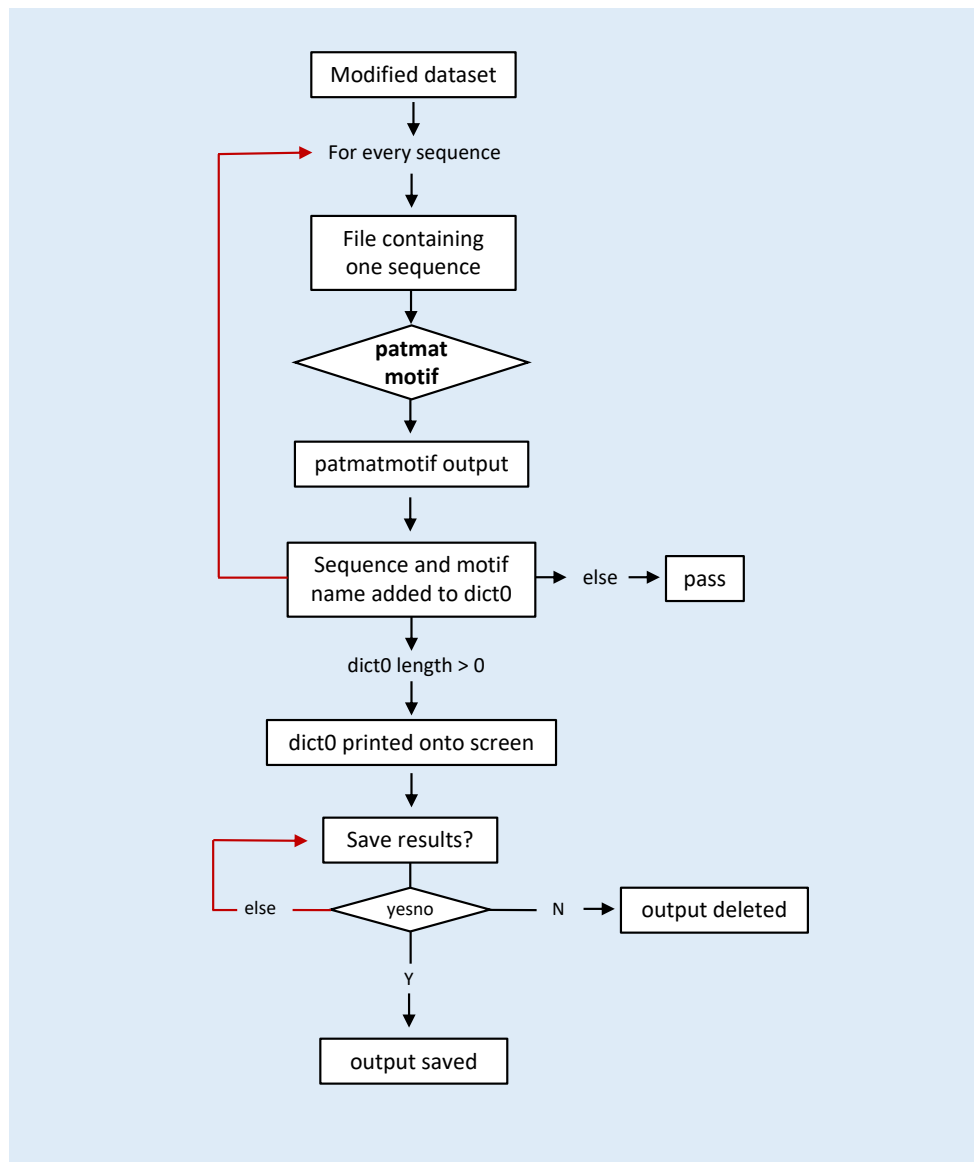 Modified dataset
For every sequence
File containing
one sequence
patmat
motif
patmatmotif output
Sequence and motif
name added to dict0
else
pass
dict0 length > 0
dict0 printed onto screen
Save results?
else
yesno
N
output deleted
Y
output saved